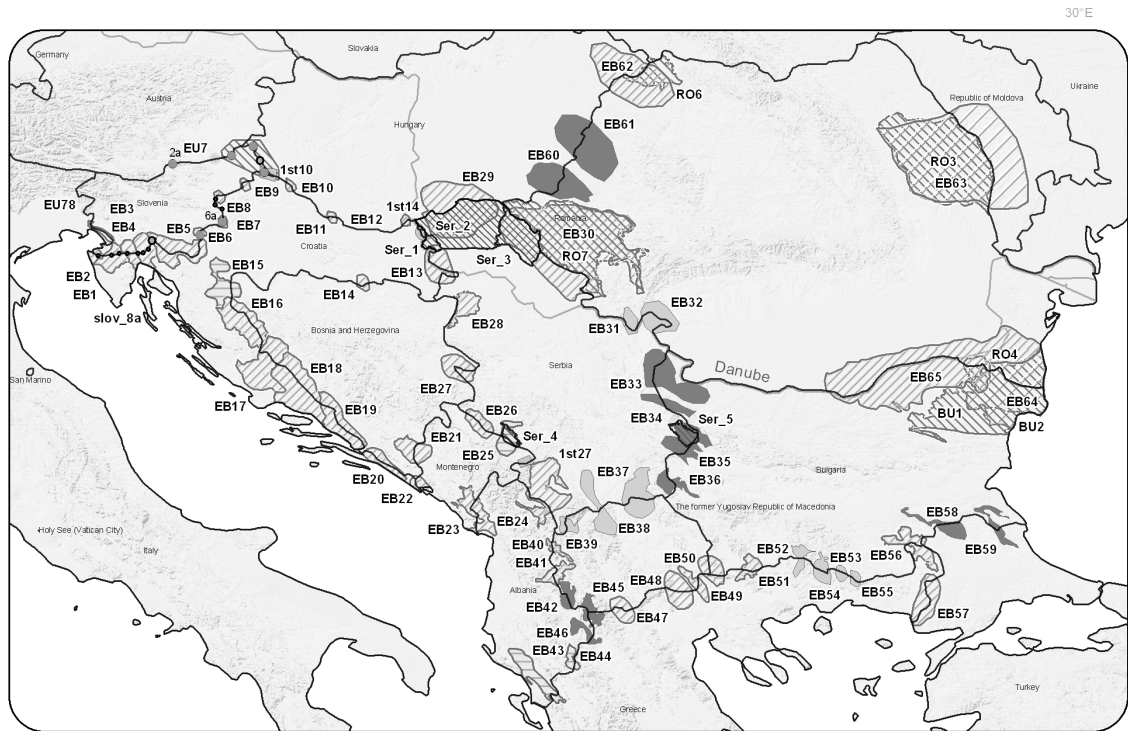 30°E
Germany
Slovakia
Ukraine
EB62
Austria
RO6
Republic of Moldova
Hungary
EB61
2a
EU7
EB60
RO3
1st10
EB63
EB9
EB10
EB29
EU78
EB3
Slovenia
EB8
1st14
EB4
6a
EB7
EB12
Romania
EB5
EB11
Ser_2
EB30
EB6
Croatia
Ser_1
Ser_3
RO7
EB15
EB2
EB13
EB1
EB14
EB16
EB32
slov_8a
EB28
EB31
Bosnia and Herzegovina
RO4
Serbia
EB18
Danube
San Marino
EB65
EB33
EB27
EB17
EB64
EB19
EB26
EB34
Ser_5
BU1
BU2
EB21
Ser_4
EB25
1st27
EB35
Montenegro
EB37
Bulgaria
EB20
EB36
EB22
The former Yugoslav Republic of Macedonia
EB58
EB24
EB23
EB38
Holy See (Vatican City)
EB40
EB39
EB59
Italy
EB52
EB56
EB50
EB53
EB41
EB48
EB51
Albania
EB45
EB49
EB54
EB55
EB42
EB47
EB57
EB46
EB43
EB44
Turkey
Greece